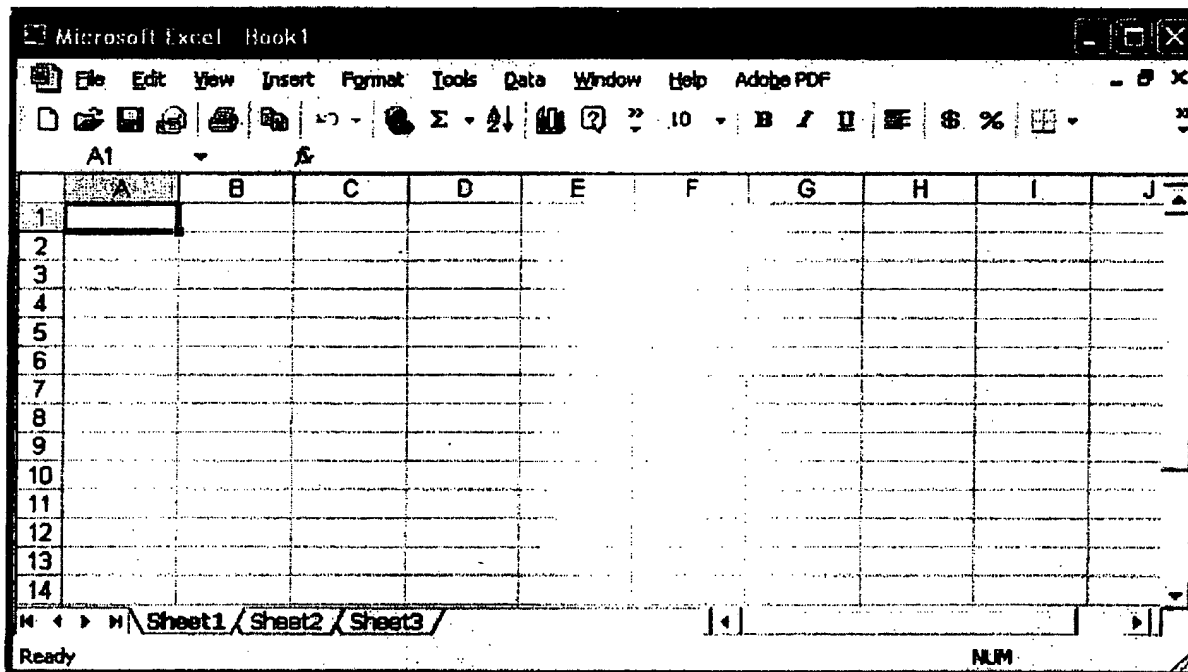 Microsoft Excel Book1
File Edit View Insert Format Tools Data Window Help Adobe PDF
Σ A Z ? 10 B I U $ %
A1 fx
A B C D E F G H I J
1
2
3
4
5
6
7
8
9
10
11
12
13
14
Sheet1 Sheet2 Sheet3
Ready NUM